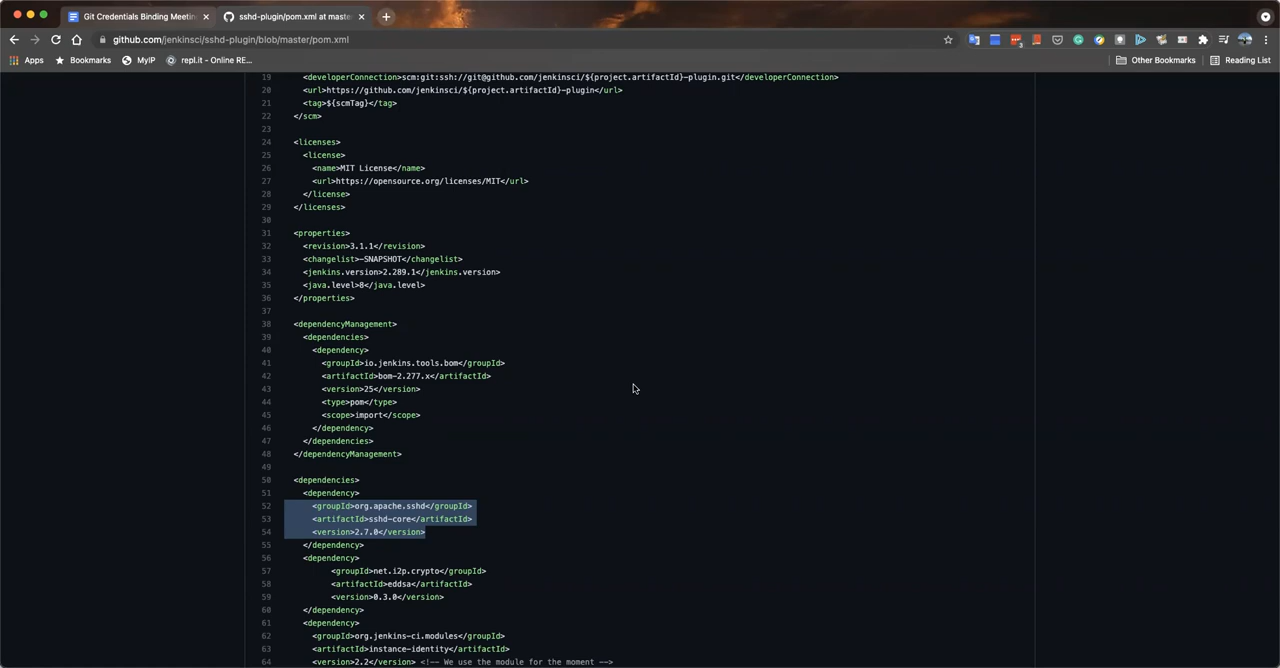 Git Credentials Binding Meetin
sshd-plugin/pom.xml at maste
github.com/jenkinsci/sshd-plugin/blob/master/pom.xml
Apps
Bookmarks
MyIP
repl.it - Online RE...
Other Bookmarks
Reading List
19 <developerConnection>scm:git:ssh://git@github.com/jenkinsci/${project.artifactId}-plugin.git</developerConnection>
20 <url>https://github.com/jenkinsci/${project.artifactId}-plugin</url>
21 <tag>${scmTag}</tag>
22 </scm>
23
24 <licenses>
25 <license>
26 <name>MIT License</name>
27 <url>https://opensource.org/licenses/MIT</url>
28 </license>
29 </licenses>
30
31 <properties>
32 <revision>3.1.1</revision>
33 <changelist>-SNAPSHOT</changelist>
34 <jenkins.version>2.289.1</jenkins.version>
35 <java.level>8</java.level>
36 </properties>
37
38 <dependencyManagement>
39 <dependencies>
40 <dependency>
41 <groupId>io.jenkins.tools.bom</groupId>
42 <artifactId>bom-2.277.x</artifactId>
43 <version>25</version>
44 <type>pom</type>
45 <scope>import</scope>
46 </dependency>
47 </dependencies>
48 </dependencyManagement>
49
50 <dependencies>
51 <dependency>
52 <groupId>org.apache.sshd</groupId>
53 <artifactId>sshd-core</artifactId>
54 <version>2.7.0</version>
55 </dependency>
56 <dependency>
57 <groupId>net.i2p.crypto</groupId>
58 <artifactId>eddsa</artifactId>
59 <version>0.3.0</version>
60 </dependency>
61 <dependency>
62 <groupId>org.jenkins-ci.modules</groupId>
63 <artifactId>instance-identity</artifactId>
64 <version>2.2</version> <!-- We use the module for the moment -->